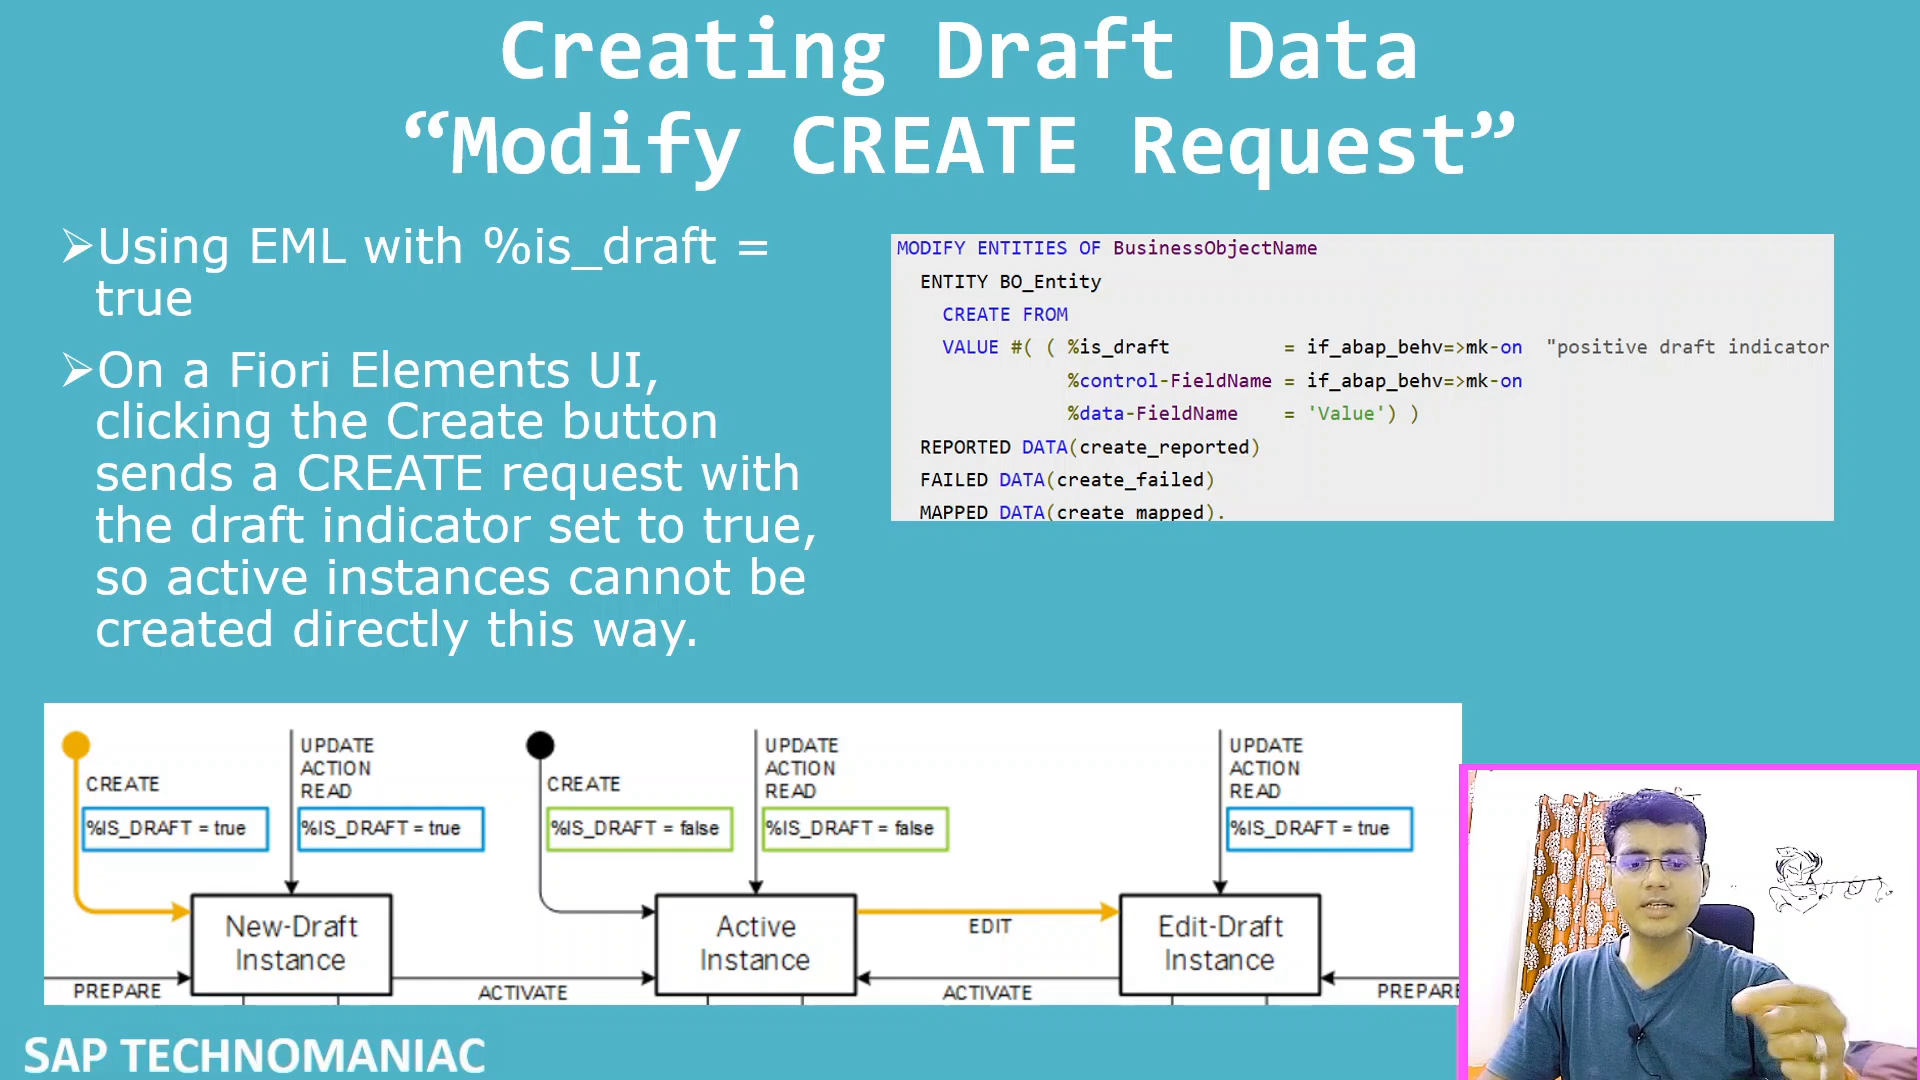 Creating Draft Data
“Modify CREATE Request”
➢Using EML with %is_draft =
true
➢On a Fiori Elements UI,
clicking the Create button
sends a CREATE request with
the draft indicator set to true,
so active instances cannot be
created directly this way.
MODIFY ENTITIES OF BusinessObjectName
ENTITY BO_Entity
CREATE FROM
VALUE #( ( %is_draft = if_abap_behv=>mk-on "positive draft indicator
%control-FieldName = if_abap_behv=>mk-on
%data-FieldName = 'Value') )
REPORTED DATA(create_reported)
FAILED DATA(create_failed)
MAPPED DATA(create_mapped).
CREATE
%IS_DRAFT = true
UPDATE
ACTION
READ
%IS_DRAFT = true
CREATE
%IS_DRAFT = false
UPDATE
ACTION
READ
%IS_DRAFT = false
UPDATE
ACTION
READ
%IS_DRAFT = true
New-Draft
Instance
Active
Instance
EDIT
Edit-Draft
Instance
PREPARE
ACTIVATE
ACTIVATE
PREPARE
SAP TECHNOMANIAC